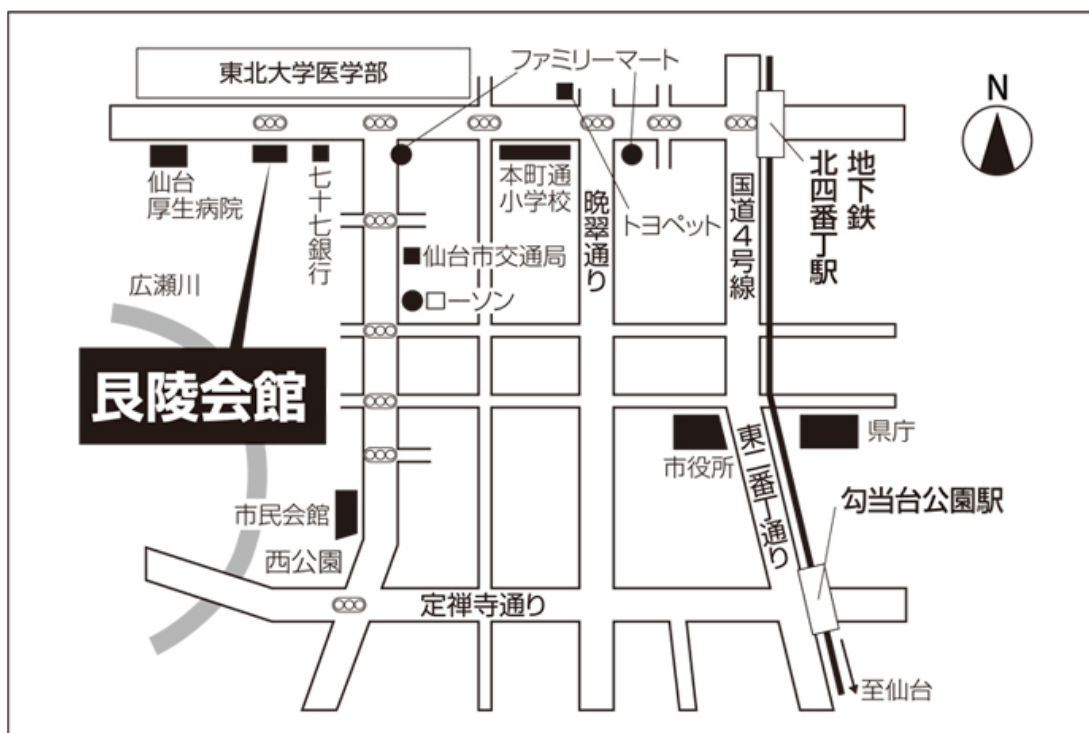 東北大学医学部
ファミリーマート
N
仙台
厚生病院
七十七銀行
本町通
小学校
晩翠通り
トヨペット
国道4号線
地下鉄
北四番丁駅
仙台市交通局
広瀬川
ローソン
艮陵会館
市役所
東二番丁通り
県庁
市民会館
勾当台公園駅
西公園
定禅寺通り
至仙台